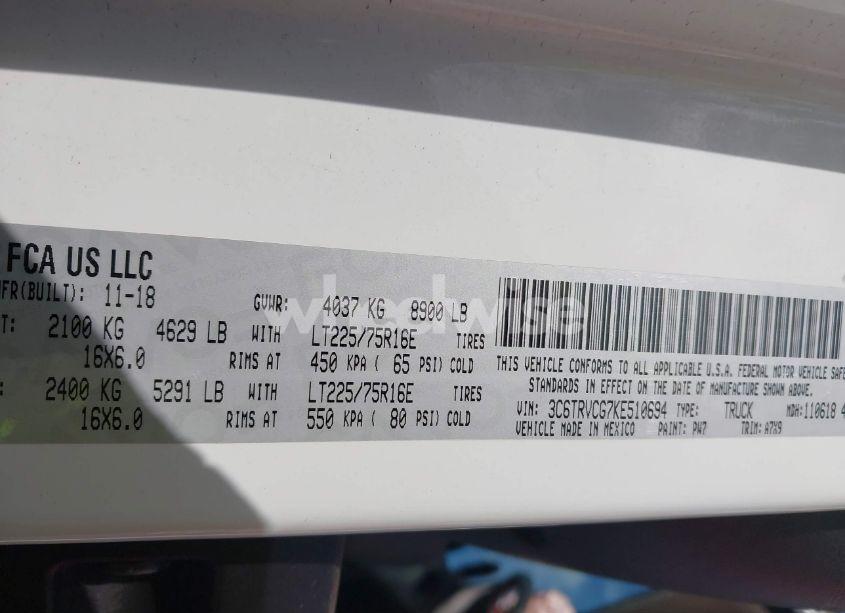 FCA US LLC
FR(BUILT): 11-18 GVWR: 4037 KG 8900 LB
T: 2100 KG 4629 LB WITH LT225/75R16E TIRES
16X6.0 RIMS AT 450 KPA ( 65 PSI) COLD
: 2400 KG 5291 LB WITH LT225/75R16E TIRES
16X6.0 RIMS AT 550 KPA ( 80 PSI) COLD
THIS VEHICLE CONFORMS TO ALL APPLICABLE U.S.A. FEDERAL MOTOR VEHICLE SAFE
STANDARDS IN EFFECT ON THE DATE OF MANUFACTURE SHOWN ABOVE.
VIN: 3C6TRVCG7KE510694 TYPE: TRUCK MDH:110618 4
VEHICLE MADE IN MEXICO PAINT: PW7 TRIM: A7X9
wheelwise